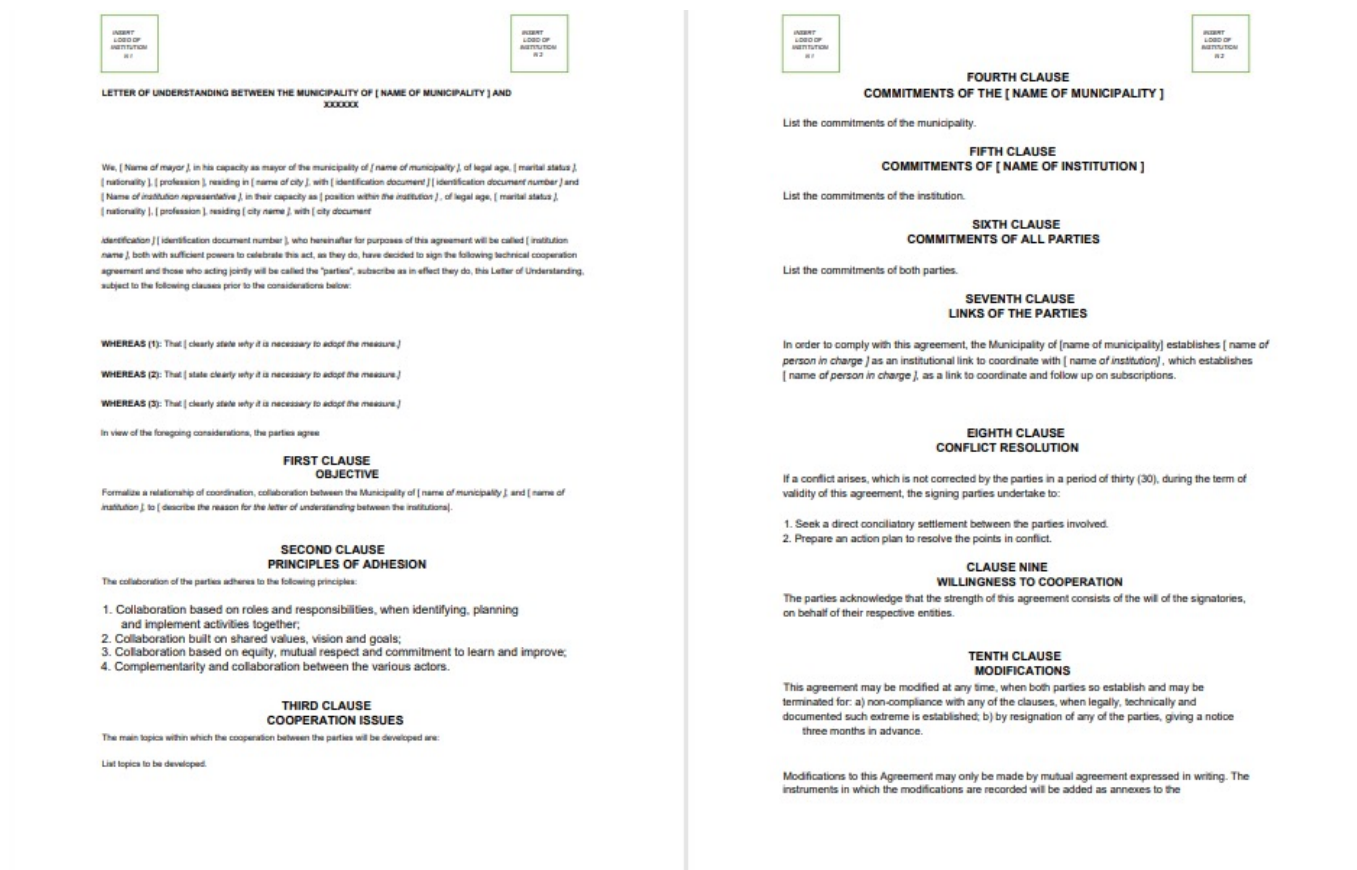 INSERT
LOGO OF
INSTITUTION
N 1
INSERT
LOGO OF
INSTITUTION
N 2
LETTER OF UNDERSTANDING BETWEEN THE MUNICIPALITY OF [ NAME OF MUNICIPALITY ] AND
XXXXXX
We, [ Name of mayor ], in his capacity as mayor of the municipality of [ name of municipality ], of legal age, [ marital status ],
[ nationality ], [ profession ], residing in [ name of city ], with [ identification document ] [ identification document number ] and
[ Name of institution representative ], in their capacity as [ position within the institution ] , of legal age, [ marital status ],
[ nationality ], [ profession ], residing [ city name ], with [ city document
identification ] [ identification document number ], who hereinafter for purposes of this agreement will be called [ institution
name ], both with sufficient powers to celebrate this act, as they do, have decided to sign the following technical cooperation
agreement and those who acting jointly will be called the "parties", subscribe as in effect they do, this Letter of Understanding,
subject to the following clauses prior to the considerations below:
WHEREAS (1): That [ clearly state why it is necessary to adopt the measure.]
WHEREAS (2): That [ state clearly why it is necessary to adopt the measure.]
WHEREAS (3): That [ clearly state why it is necessary to adopt the measure.]
In view of the foregoing considerations, the parties agree
FIRST CLAUSE
OBJECTIVE
Formalize a relationship of coordination, collaboration between the Municipality of [ name of municipality ], and [ name of
institution ], to [ describe the reason for the letter of understanding between the institutions].
SECOND CLAUSE
PRINCIPLES OF ADHESION
The collaboration of the parties adheres to the following principles:
1. Collaboration based on roles and responsibilities, when identifying, planning
and implement activities together;
2. Collaboration built on shared values, vision and goals;
3. Collaboration based on equity, mutual respect and commitment to learn and improve;
4. Complementarity and collaboration between the various actors.
THIRD CLAUSE
COOPERATION ISSUES
The main topics within which the cooperation between the parties will be developed are:
List topics to be developed.
INSERT
LOGO OF
INSTITUTION
N 1
INSERT
LOGO OF
INSTITUTION
N 2
FOURTH CLAUSE
COMMITMENTS OF THE [ NAME OF MUNICIPALITY ]
List the commitments of the municipality.
FIFTH CLAUSE
COMMITMENTS OF [ NAME OF INSTITUTION ]
List the commitments of the institution.
SIXTH CLAUSE
COMMITMENTS OF ALL PARTIES
List the commitments of both parties.
SEVENTH CLAUSE
LINKS OF THE PARTIES
In order to comply with this agreement, the Municipality of [name of municipality] establishes [ name of
person in charge ] as an institutional link to coordinate with [ name of institution] , which establishes
[ name of person in charge ], as a link to coordinate and follow up on subscriptions.
EIGHTH CLAUSE
CONFLICT RESOLUTION
If a conflict arises, which is not corrected by the parties in a period of thirty (30), during the term of
validity of this agreement, the signing parties undertake to:
1. Seek a direct conciliatory settlement between the parties involved.
2. Prepare an action plan to resolve the points in conflict.
CLAUSE NINE
WILLINGNESS TO COOPERATION
The parties acknowledge that the strength of this agreement consists of the will of the signatories,
on behalf of their respective entities.
TENTH CLAUSE
MODIFICATIONS
This agreement may be modified at any time, when both parties so establish and may be
terminated for: a) non-compliance with any of the clauses, when legally, technically and
documented such extreme is established; b) by resignation of any of the parties, giving a notice
three months in advance.
Modifications to this Agreement may only be made by mutual agreement expressed in writing. The
instruments in which the modifications are recorded will be added as annexes to the